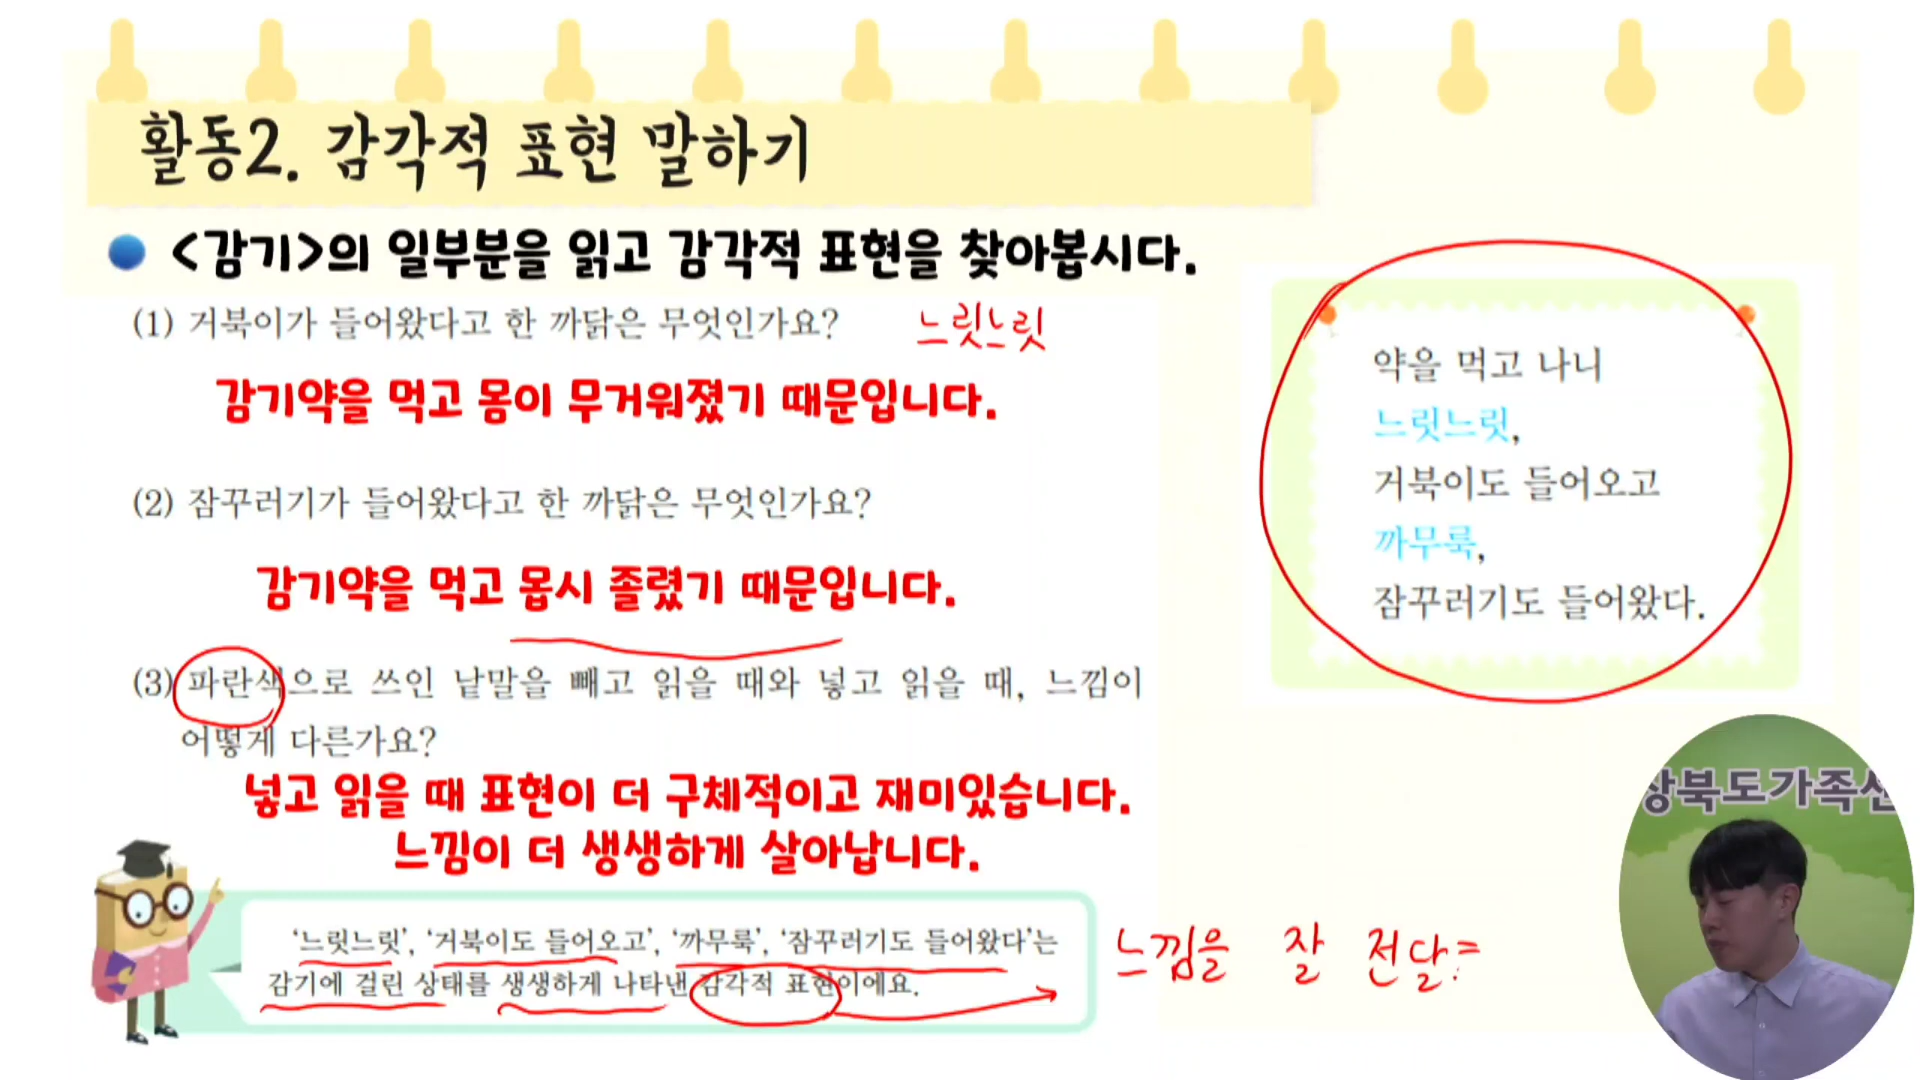 활동2. 감각적 표현 말하기
<감기>의 일부분을 읽고 감각적 표현을 찾아봅시다.
(1) 거북이가 들어왔다고 한 까닭은 무엇인가요?
느릿느릿
감기약을 먹고 몸이 무거워졌기 때문입니다.
(2) 잠꾸러기가 들어왔다고 한 까닭은 무엇인가요?
감기약을 먹고 몹시 졸렸기 때문입니다.
(3) 파란색으로 쓰인 낱말을 빼고 읽을 때와 넣고 읽을 때, 느낌이
어떻게 다른가요?
넣고 읽을 때 표현이 더 구체적이고 재미있습니다.
느낌이 더 생생하게 살아납니다.
'느릿느릿', '거북이도 들어오고', '까무룩', '잠꾸러기도 들어왔다'는
감기에 걸린 상태를 생생하게 나타낸 감각적 표현이에요.
느낌을 잘 전달
약을 먹고 나니
느릿느릿,
거북이도 들어오고
까무룩,
잠꾸러기도 들어왔다.
상북도가족센